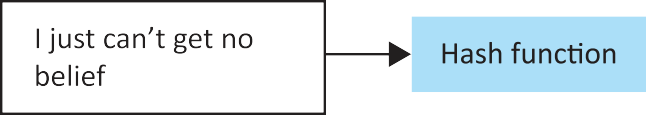 I just can’t get no
belief
Hash function